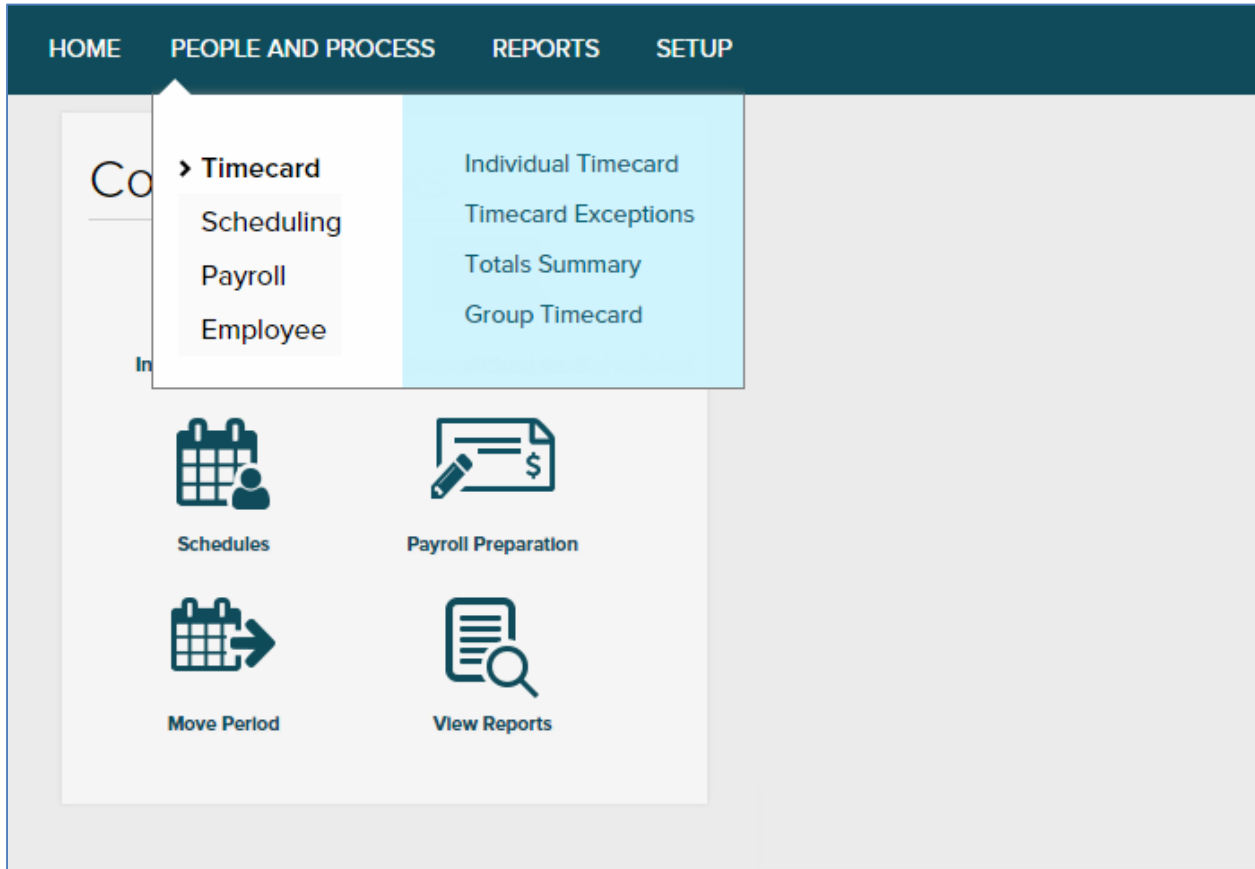 HOME PEOPLE AND PROCESS REPORTS SETUP
Co
Timecard
Scheduling
Payroll
Employee
Individual Timecard
Timecard Exceptions
Totals Summary
Group Timecard
In
Schedules Payroll Preparation
$
Move Period View Reports